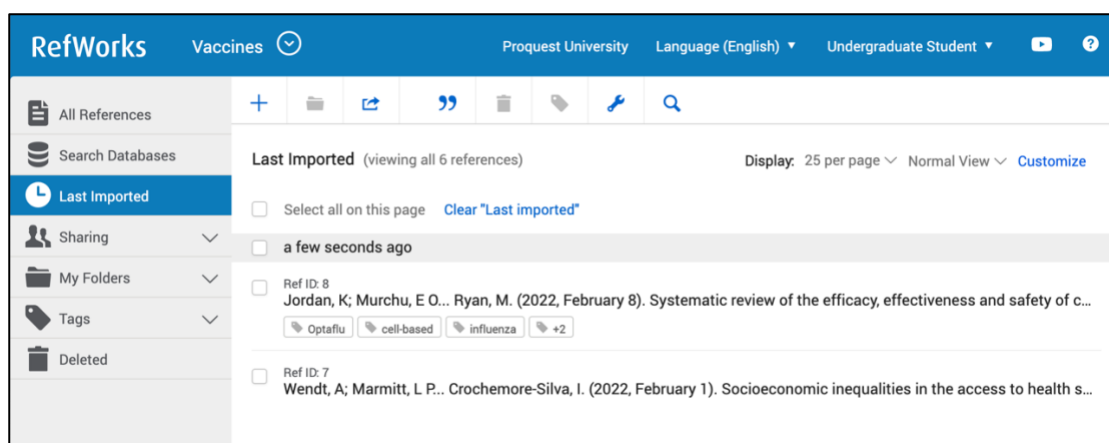 RefWorks Vaccines Proquest University Language (English) Undergraduate Student ?
All References
Search Databases
Last Imported
Sharing
My Folders
Tags
Deleted
Last Imported (viewing all 6 references) Display: 25 per page Normal View Customize
Select all on this page Clear "Last imported"
a few seconds ago
Ref ID: 8
Jordan, K; Murchu, E O... Ryan, M. (2022, February 8). Systematic review of the efficacy, effectiveness and safety of c...
Optaflu cell-based influenza +2
Ref ID: 7
Wendt, A; Marmitt, L P... Crochemore-Silva, I. (2022, February 1). Socioeconomic inequalities in the access to health s...